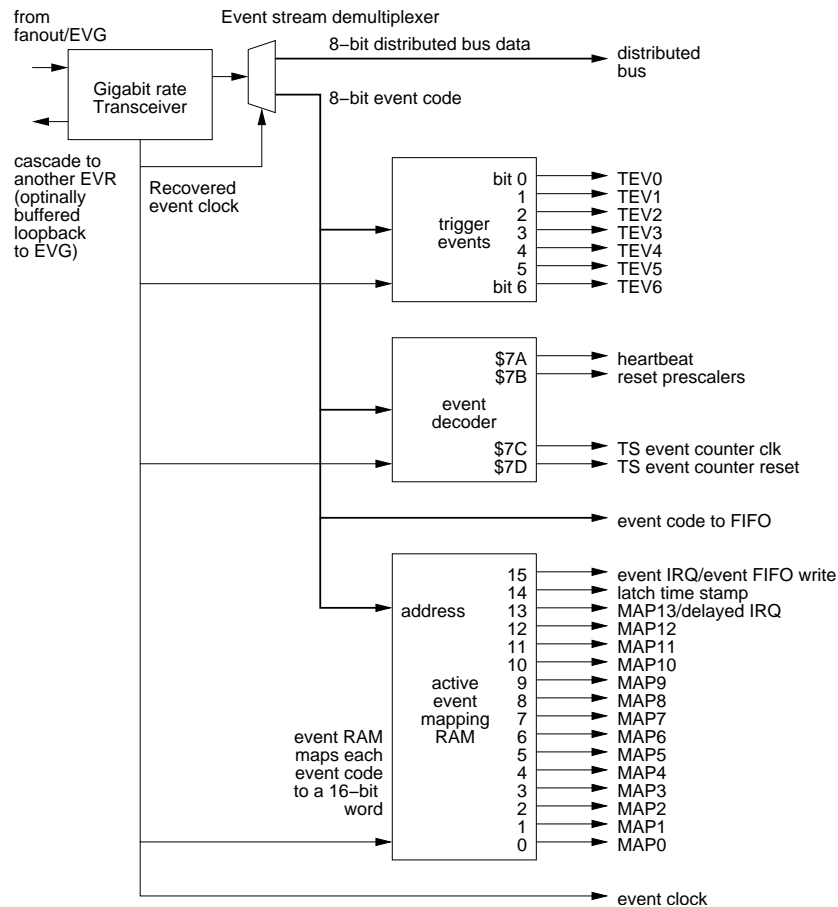 from
fanout/EVG
Event stream demultiplexer
8−bit distributed bus data
distributed
bus
Gigabit rate
Transceiver
8−bit event code
cascade to
another EVR
(optinally
buffered
loopback
to EVG)
Recovered
event clock
trigger
events
bit 0 TEV0
1 TEV1
2 TEV2
3 TEV3
4 TEV4
5 TEV5
bit 6 TEV6
event
decoder
$7A heartbeat
$7B reset prescalers
$7C TS event counter clk
$7D TS event counter reset
event code to FIFO
address
active
event
mapping
RAM
15 event IRQ/event FIFO write
14 latch time stamp
13 MAP13/delayed IRQ
12 MAP12
11 MAP11
10 MAP10
9 MAP9
8 MAP8
7 MAP7
6 MAP6
5 MAP5
4 MAP4
3 MAP3
2 MAP2
1 MAP1
0 MAP0
event RAM
maps each
event code
to a 16−bit
word
event clock